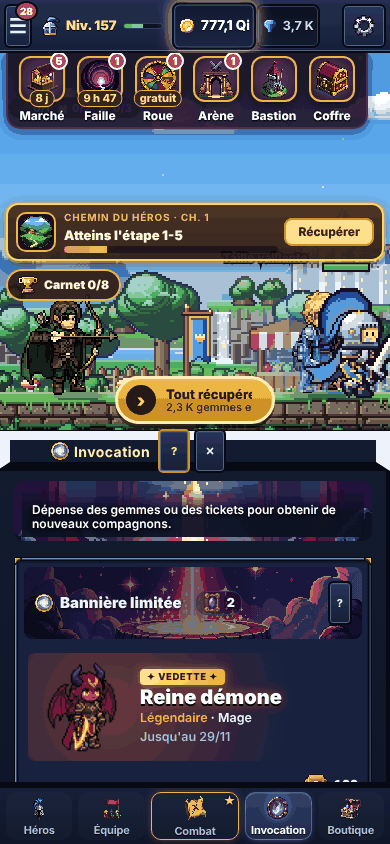 28
Niv. 157
777,1 Qi
3,7 K
5
1
1
8 j
9 h 47
gratuit
Marché
Faille
Roue
Arène
Bastion
Coffre
CHEMIN DU HÉROS · CH. 1
Atteins l'étape 1-5
Récupérer
Carnet 0/8
Tout récupére
2,3 K gemmes e
Invocation
?
×
Dépense des gemmes ou des tickets pour obtenir de
nouveaux compagnons.
Bannière limitée
2
?
✦ VEDETTE ✦
Reine démone
Légendaire · Mage
Jusqu'au 29/11
Héros
Équipe
Combat
Invocation
Boutique